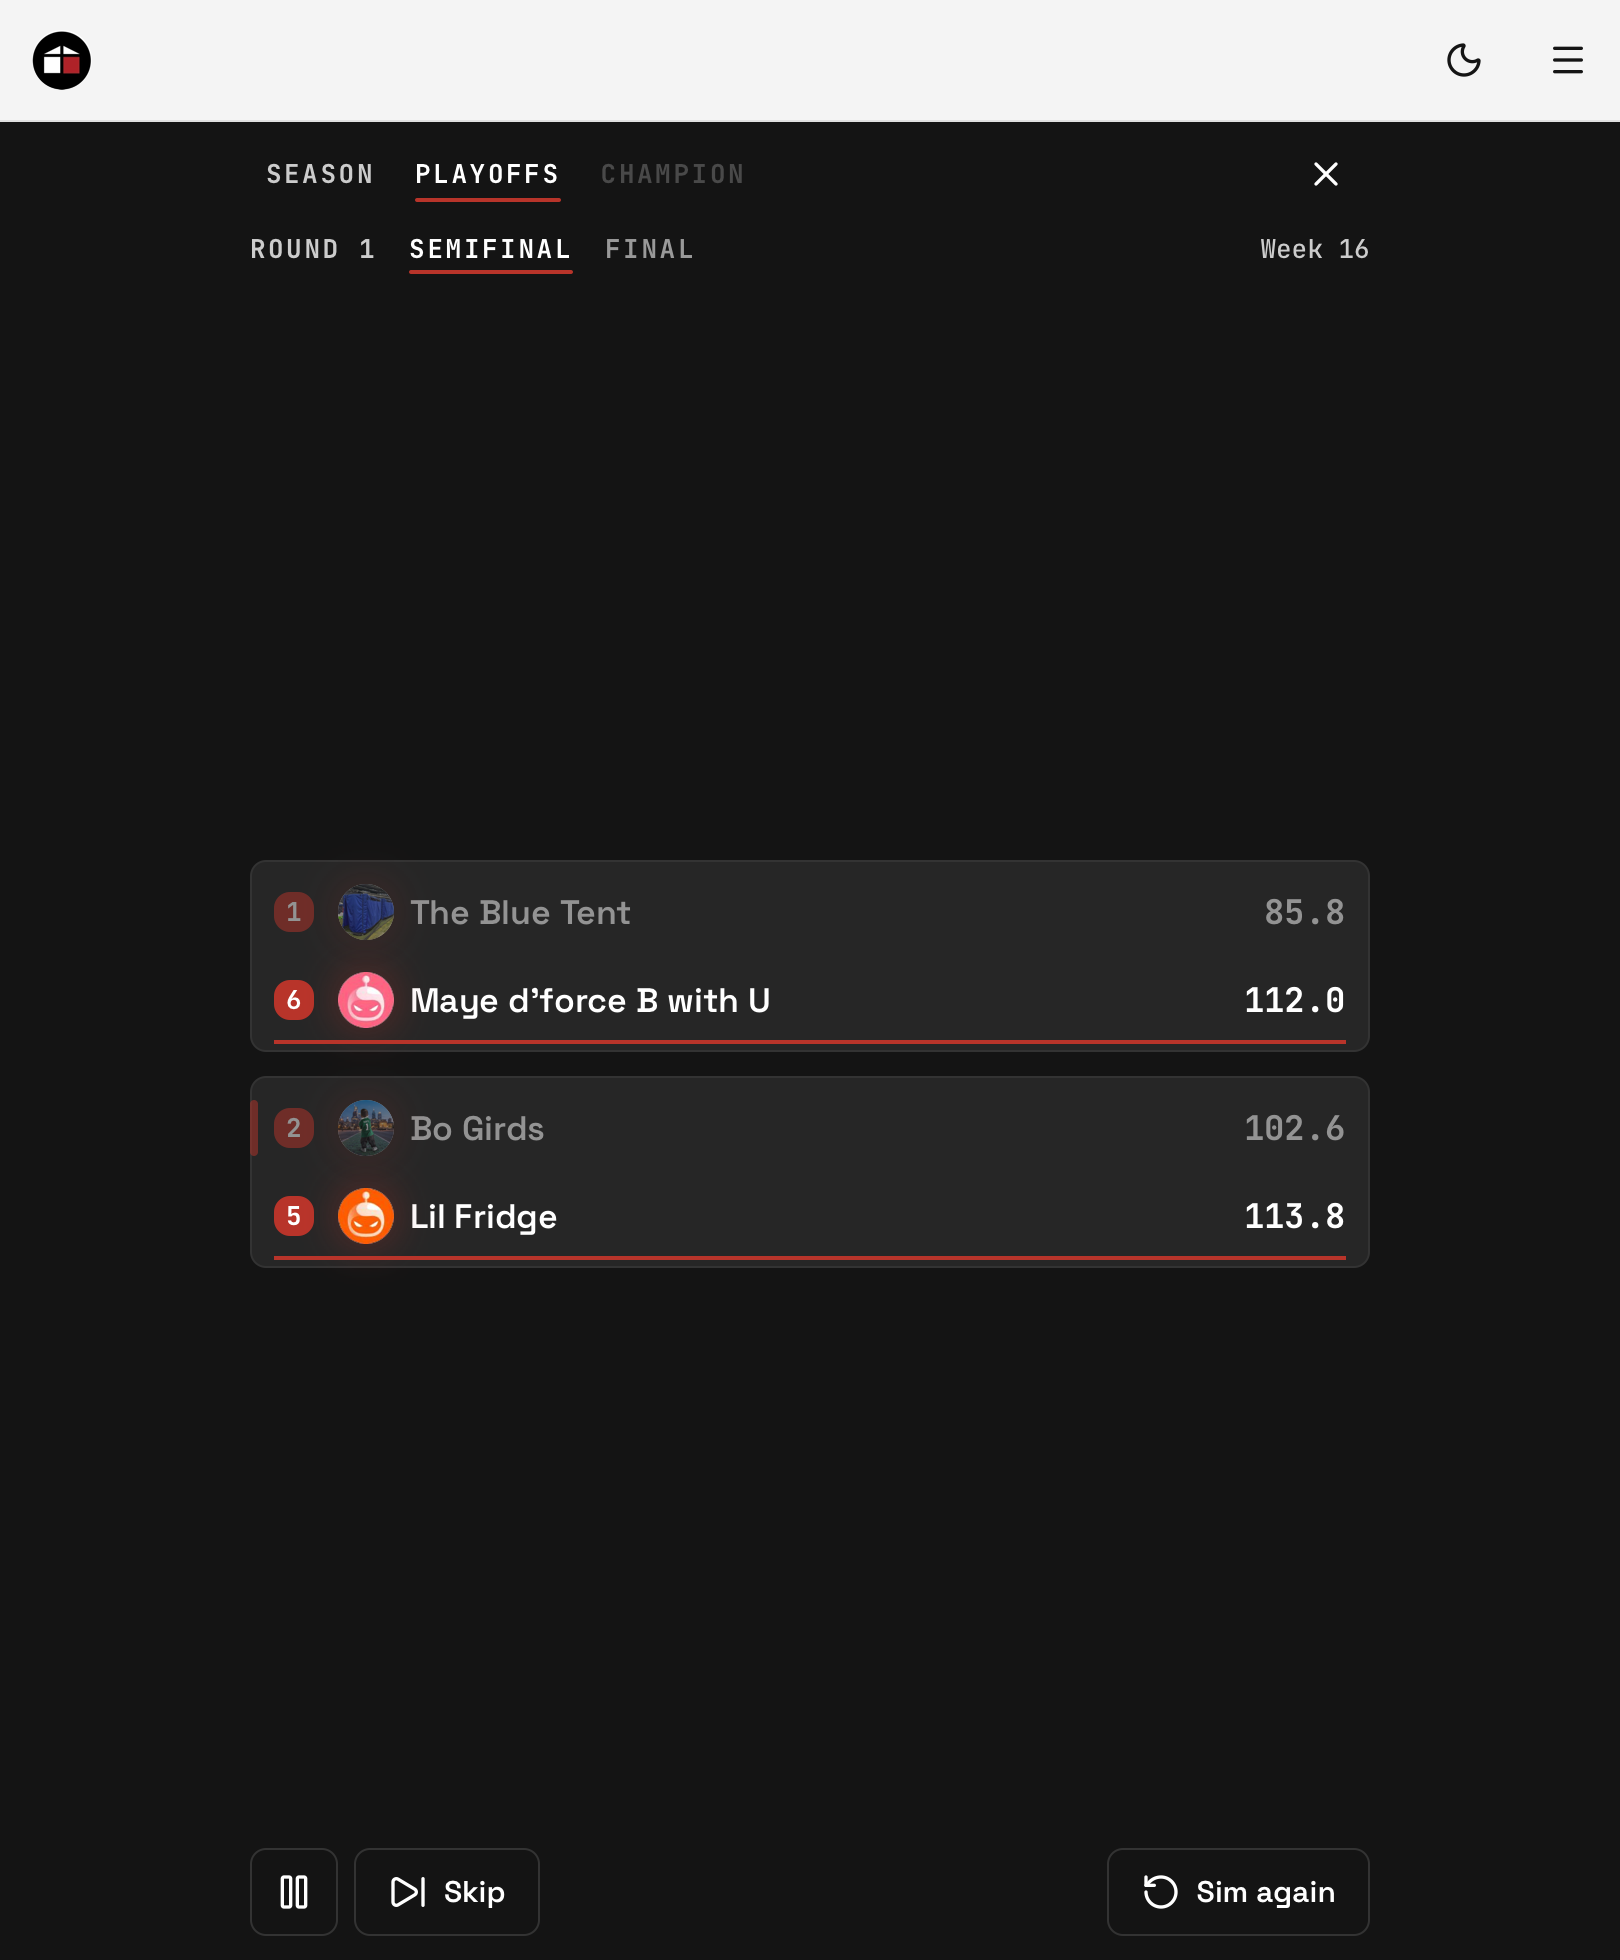 SEASON PLAYOFFS CHAMPION
ROUND 1 SEMIFINAL FINAL Week 16
1 The Blue Tent 85.8
6 Maye d'force B with U 112.0
2 Bo Girds 102.6
5 Lil Fridge 113.8
Skip Sim again